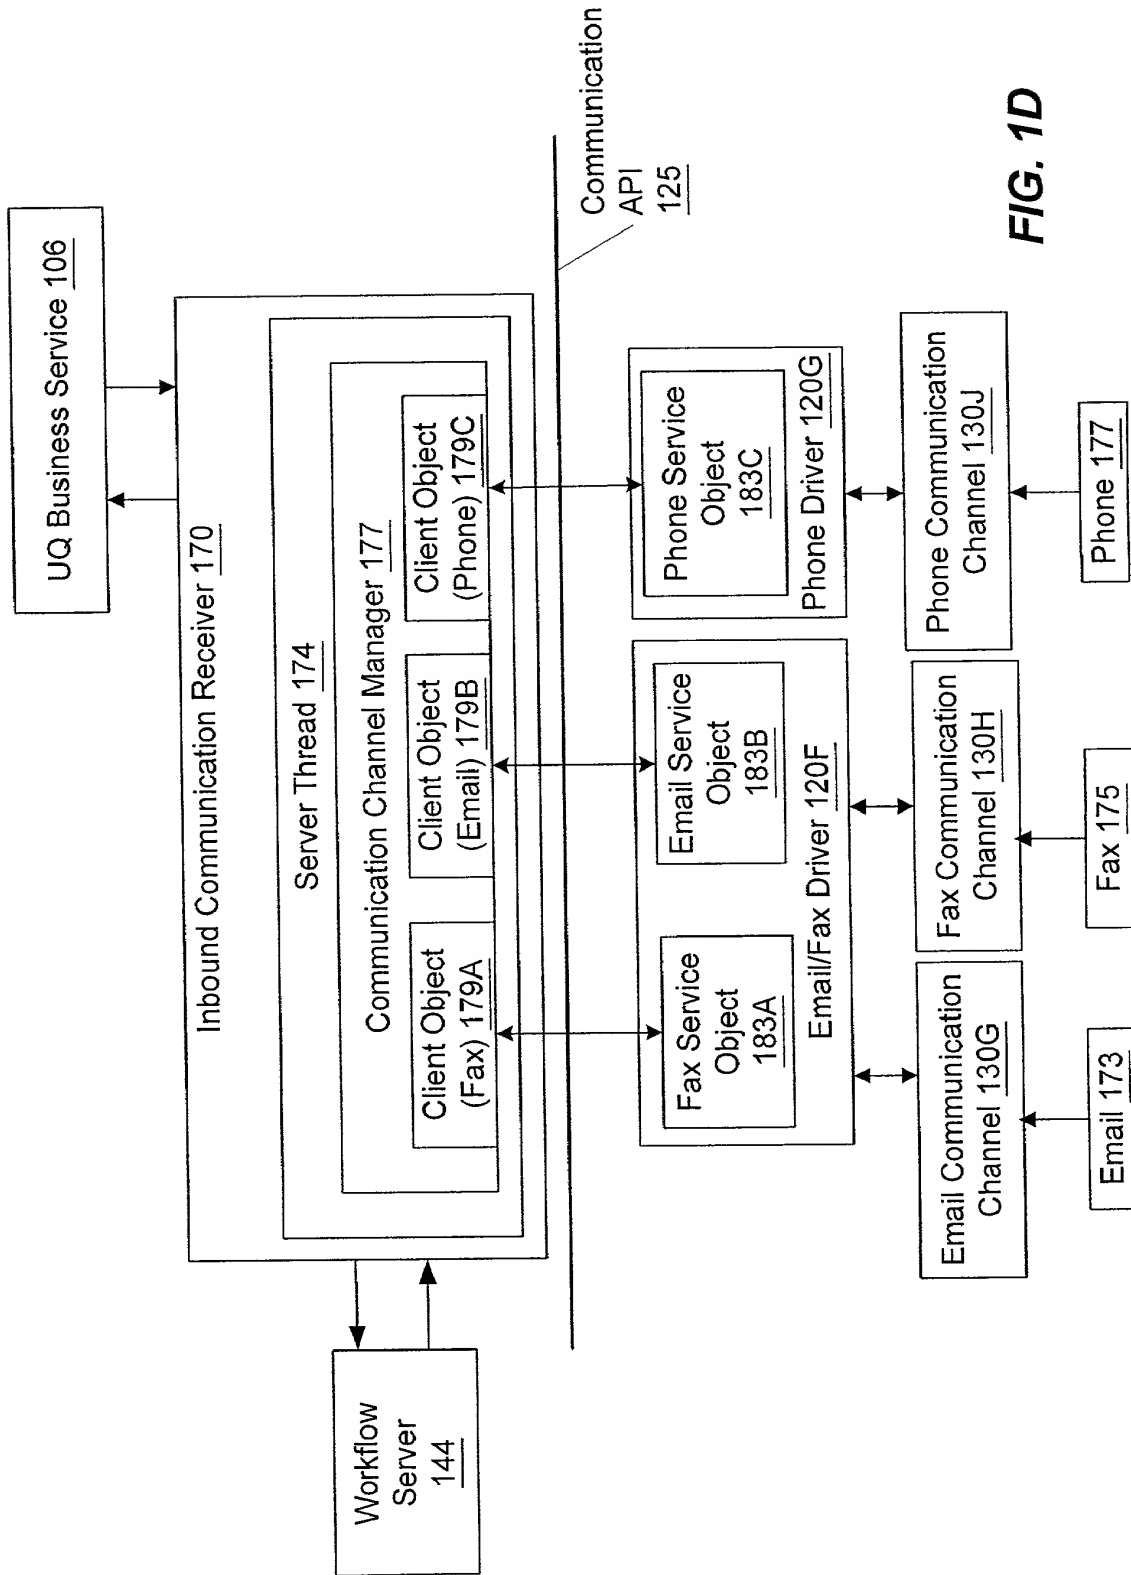 UQ Business Service 106
Inbound Communication Receiver 170
Server Thread 174
Communication Channel Manager 177
Client Object
(Fax) 179A
Client Object
(Email) 179B
Client Object
(Phone) 179C
Workflow
Server
144
Communication
API
125
Fax Service
Object
183A
Email Service
Object
183B
Email/Fax Driver 120F
Phone Service
Object
183C
Phone Driver 120G
Email Communication
Channel 130G
Fax Communication
Channel 130H
Phone Communication
Channel 130J
Email 173
Fax 175
Phone 177
FIG. 1D